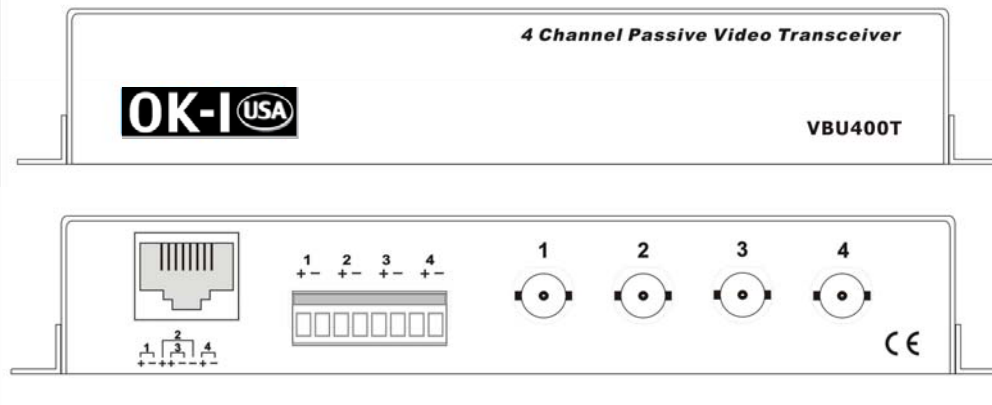 4 Channel Passive Video Transceiver
OK-I USA
VBU400T
1 2 3 4
+ - + - + - + -
1 2 3 4
2
1 3 4
+ - + + - - + -
CE